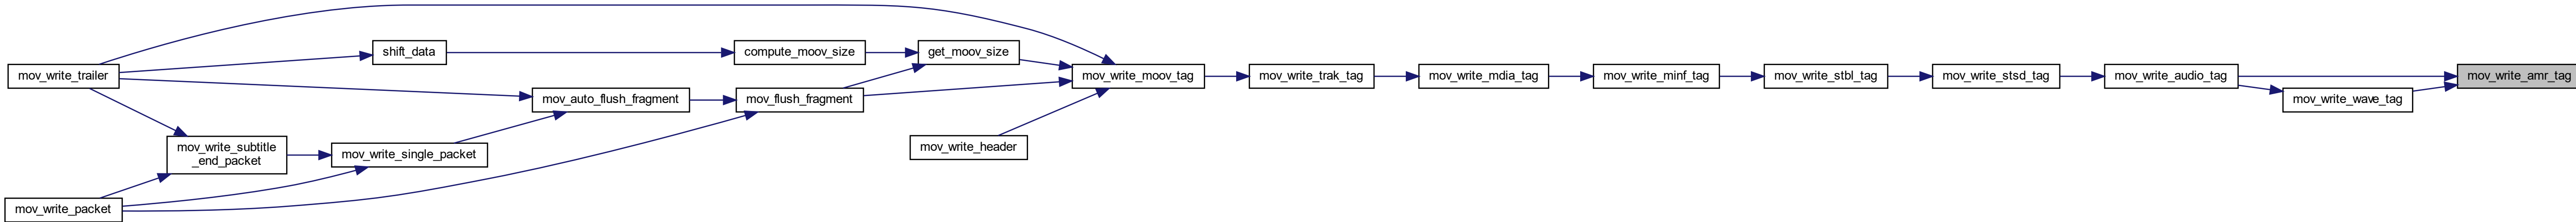 mov_write_trailer
shift_data
compute_moov_size
get_moov_size
mov_write_moov_tag
mov_write_trak_tag
mov_write_mdia_tag
mov_write_minf_tag
mov_write_stbl_tag
mov_write_stsd_tag
mov_write_audio_tag
mov_write_amr_tag
mov_auto_flush_fragment
mov_flush_fragment
mov_write_wave_tag
mov_write_subtitle
_end_packet
mov_write_single_packet
mov_write_header
mov_write_packet